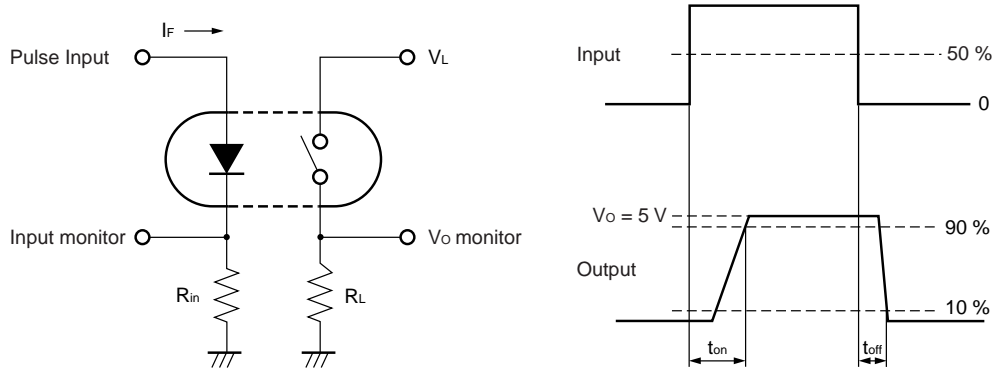 IF
Pulse Input
VL
Input monitor
VO monitor
Rin
RL
Input
50 %
0
VO = 5 V
90 %
Output
10 %
ton
toff